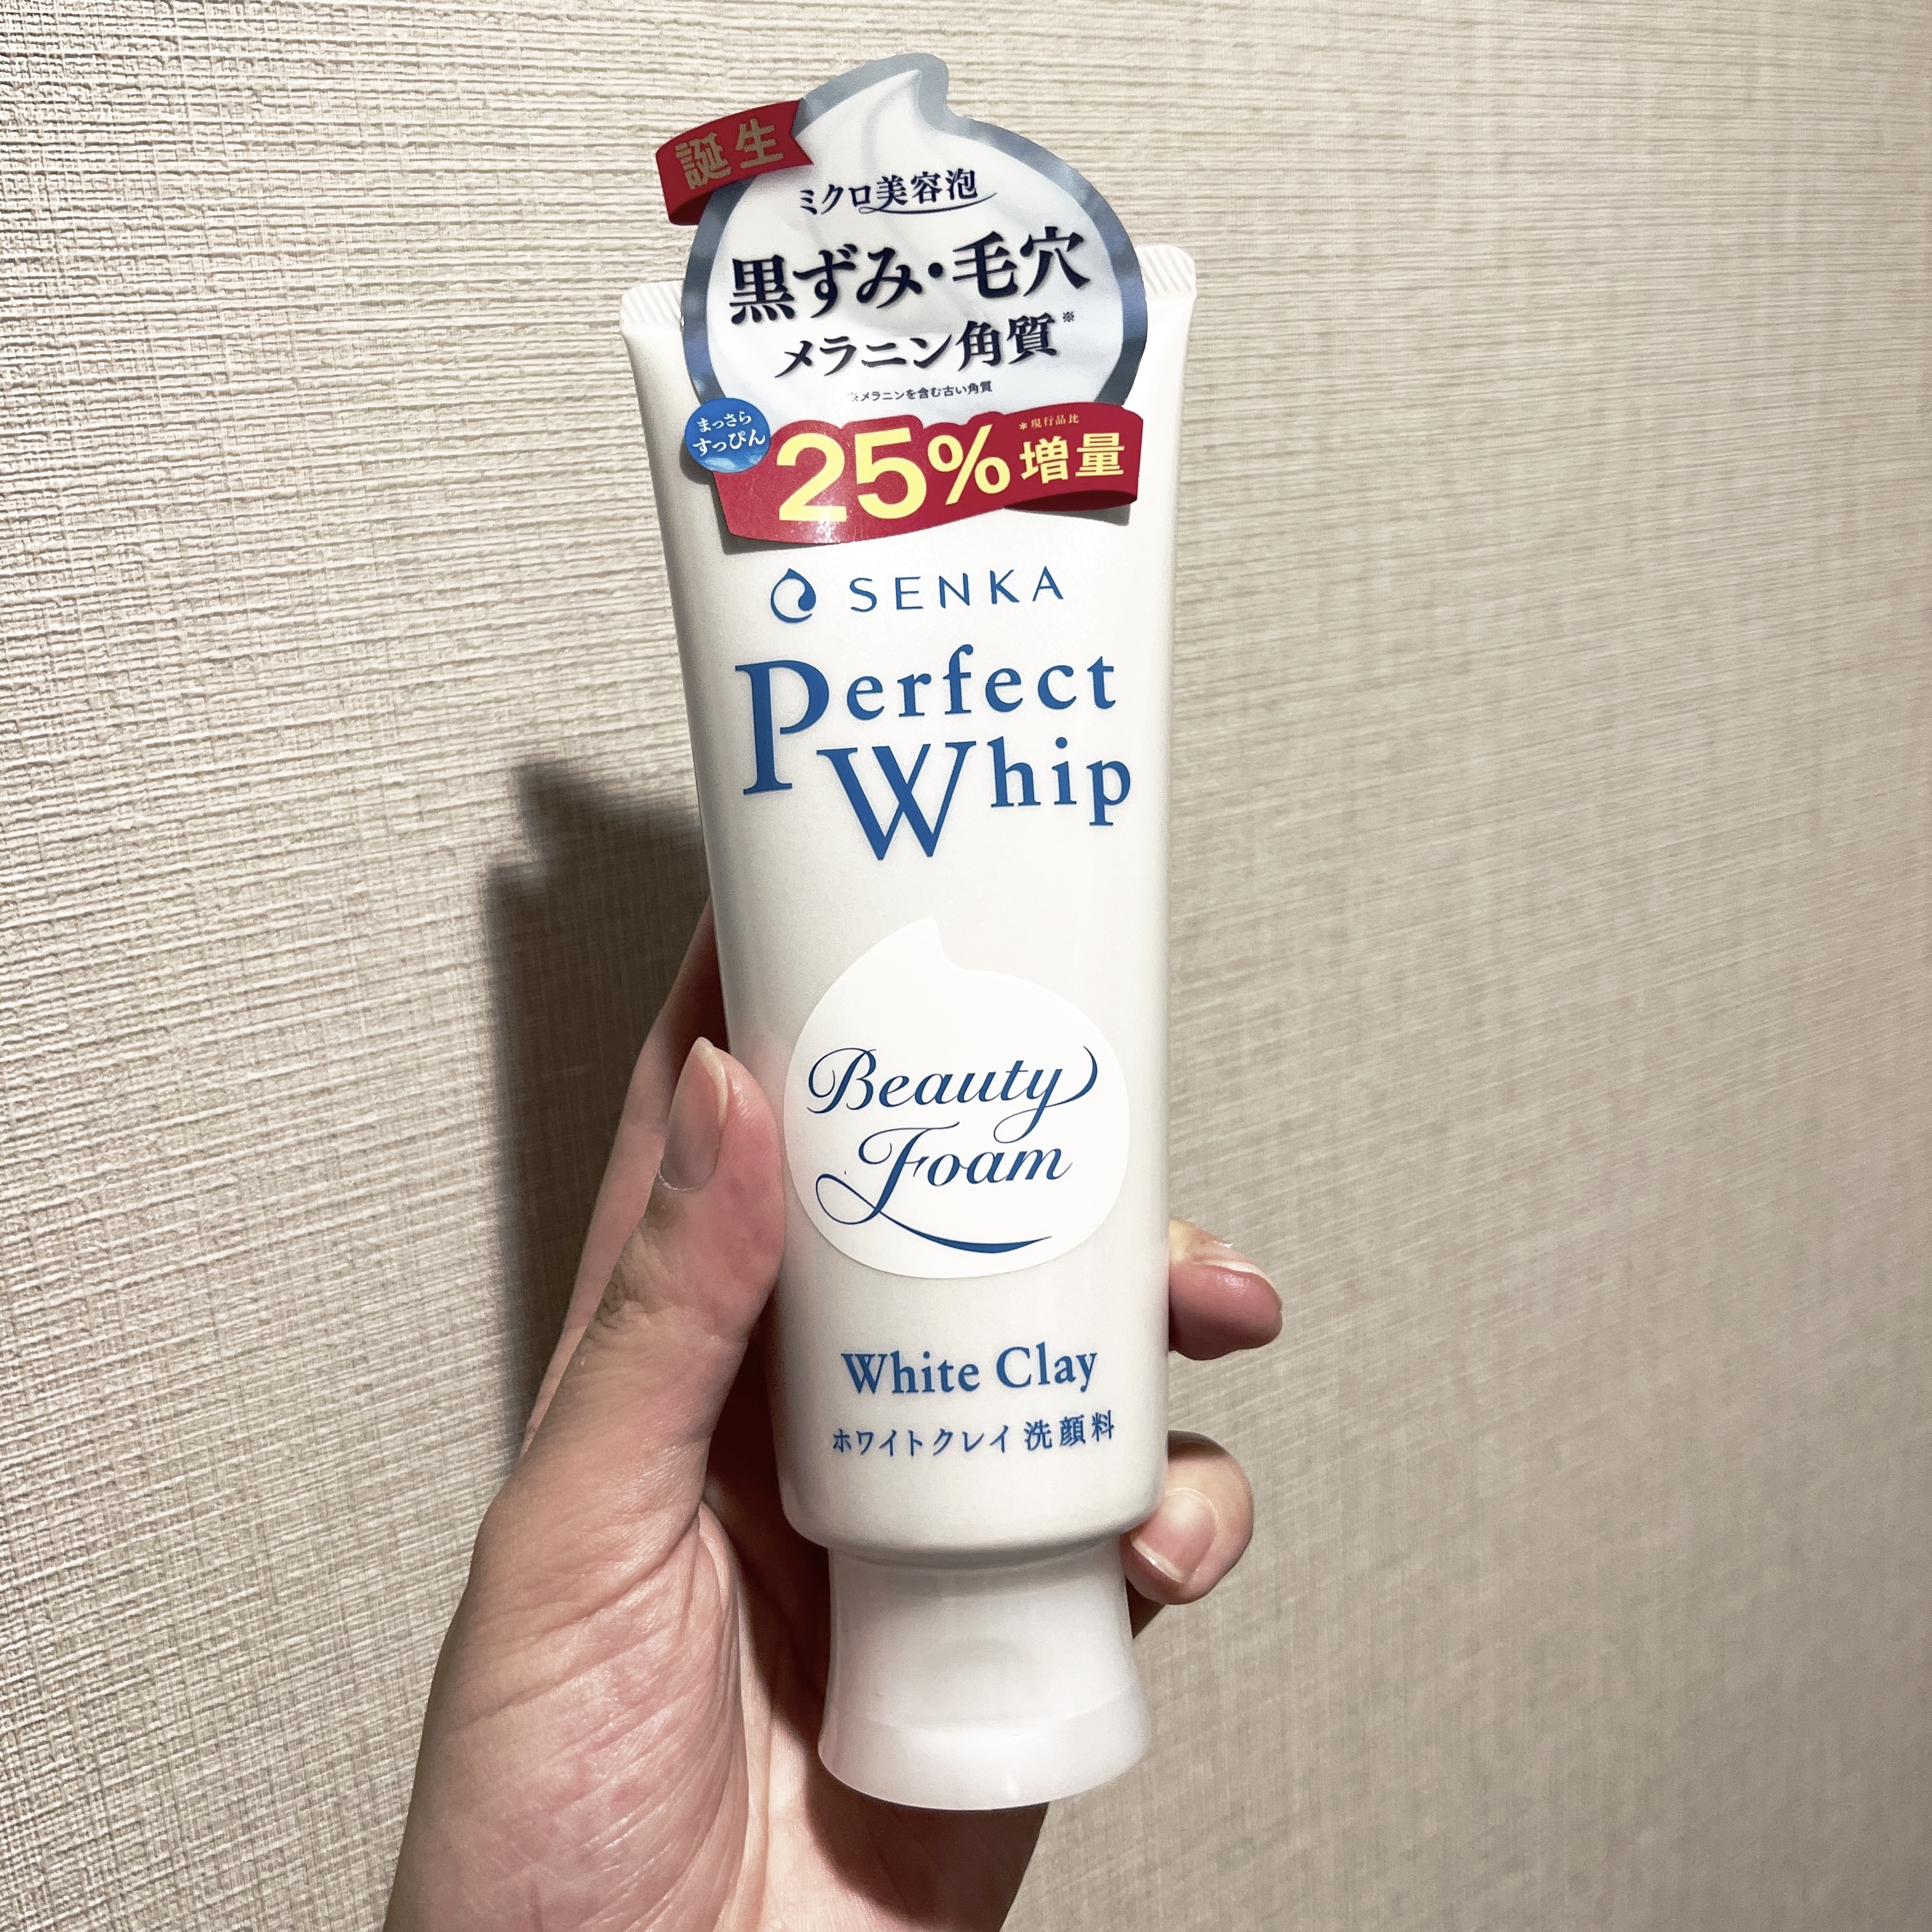 誕生
ミクロ美容泡
黒ずみ・毛穴
メラニン角質※
※メラニンを含む古い角質
まっさら
すっぴん
25%増量
*現行品比
SENKA
Perfect
Whip
Beauty
Foam
White Clay
ホワイトクレイ 洗顔料